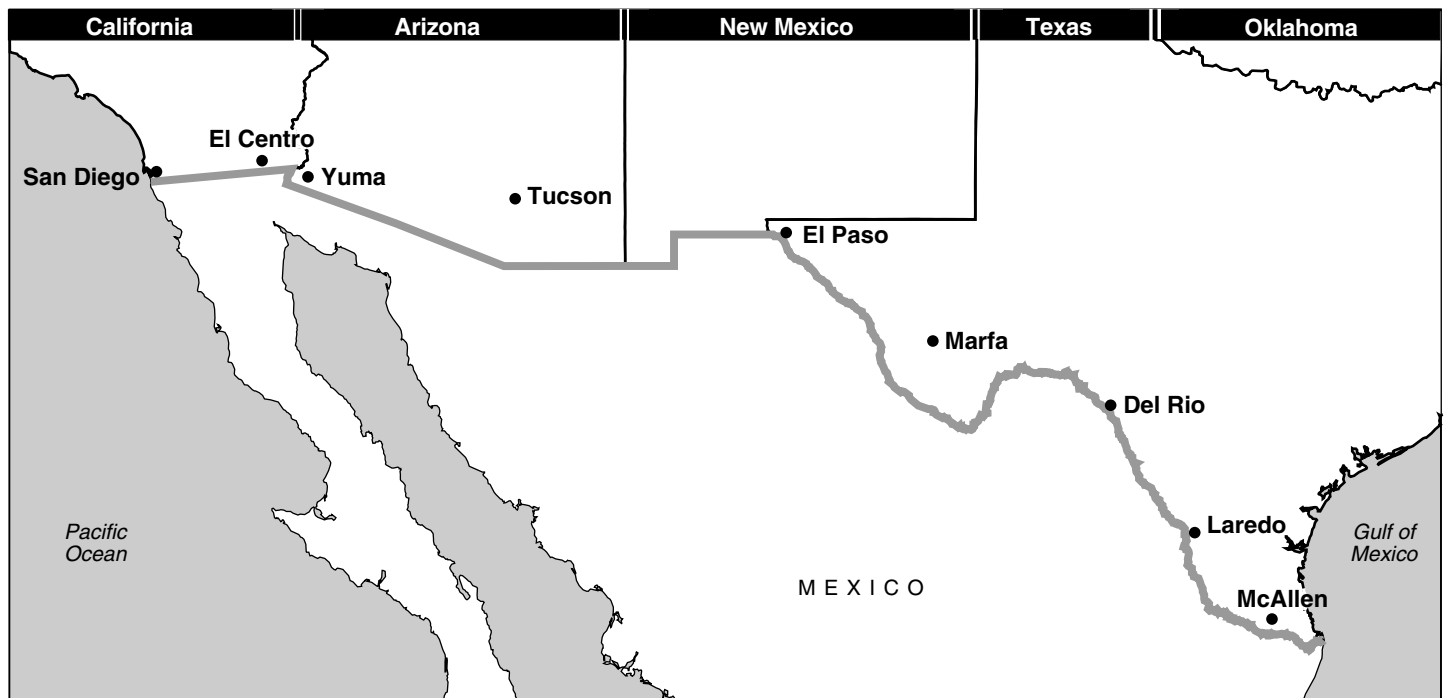 California
Arizona
New Mexico
Texas
Oklahoma
El Centro
San Diego
Yuma
Tucson
El Paso
Marfa
Del Rio
Pacific
Ocean
Laredo
Gulf of
Mexico
MEXICO
McAllen